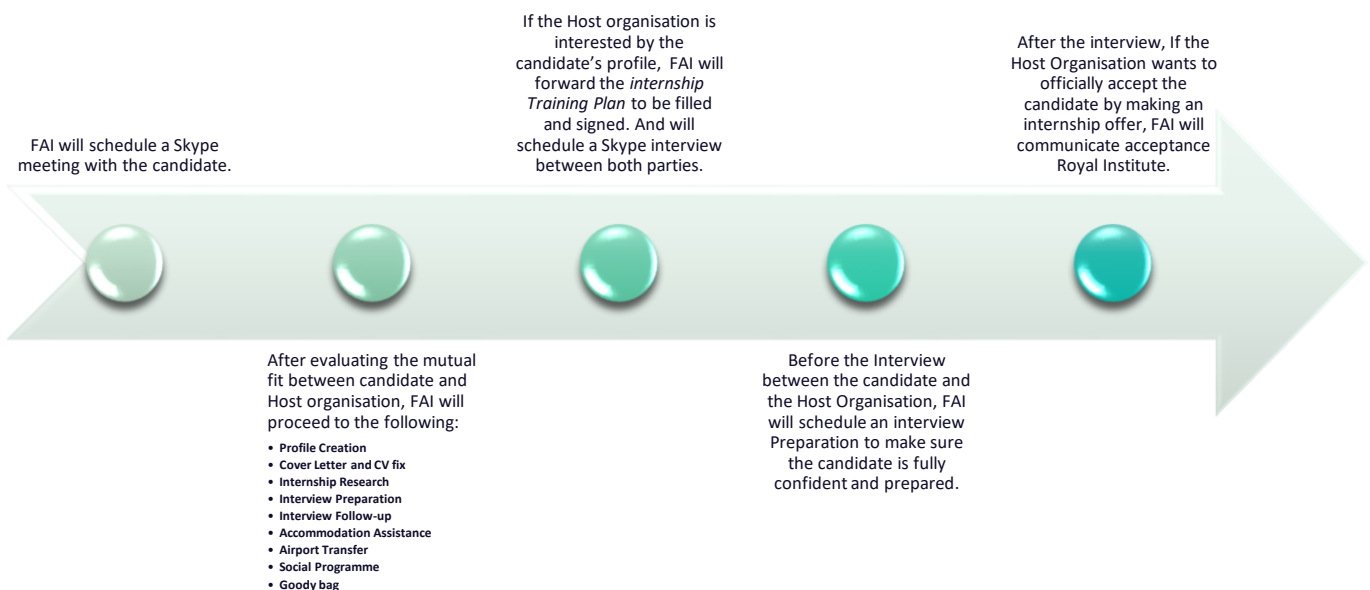 FAI will schedule a Skype
meeting with the candidate.
After evaluating the mutual
fit between candidate and
Host organisation, FAI will
proceed to the following:
• Profile Creation
• Cover Letter and CV fix
• Internship Research
• Interview Preparation
• Interview Follow-up
• Accommodation Assistance
• Airport Transfer
• Social Programme
• Goody bag
If the Host organisation is
interested by the
candidate’s profile, FAI will
forward the internship
Training Plan to be filled
and signed. And will
schedule a Skype interview
between both parties.
Before the Interview
between the candidate and
the Host Organisation, FAI
will schedule an interview
Preparation to make sure
the candidate is fully
confident and prepared.
After the interview, If the
Host Organisation wants to
officially accept the
candidate by making an
internship offer, FAI will
communicate acceptance
Royal Institute.